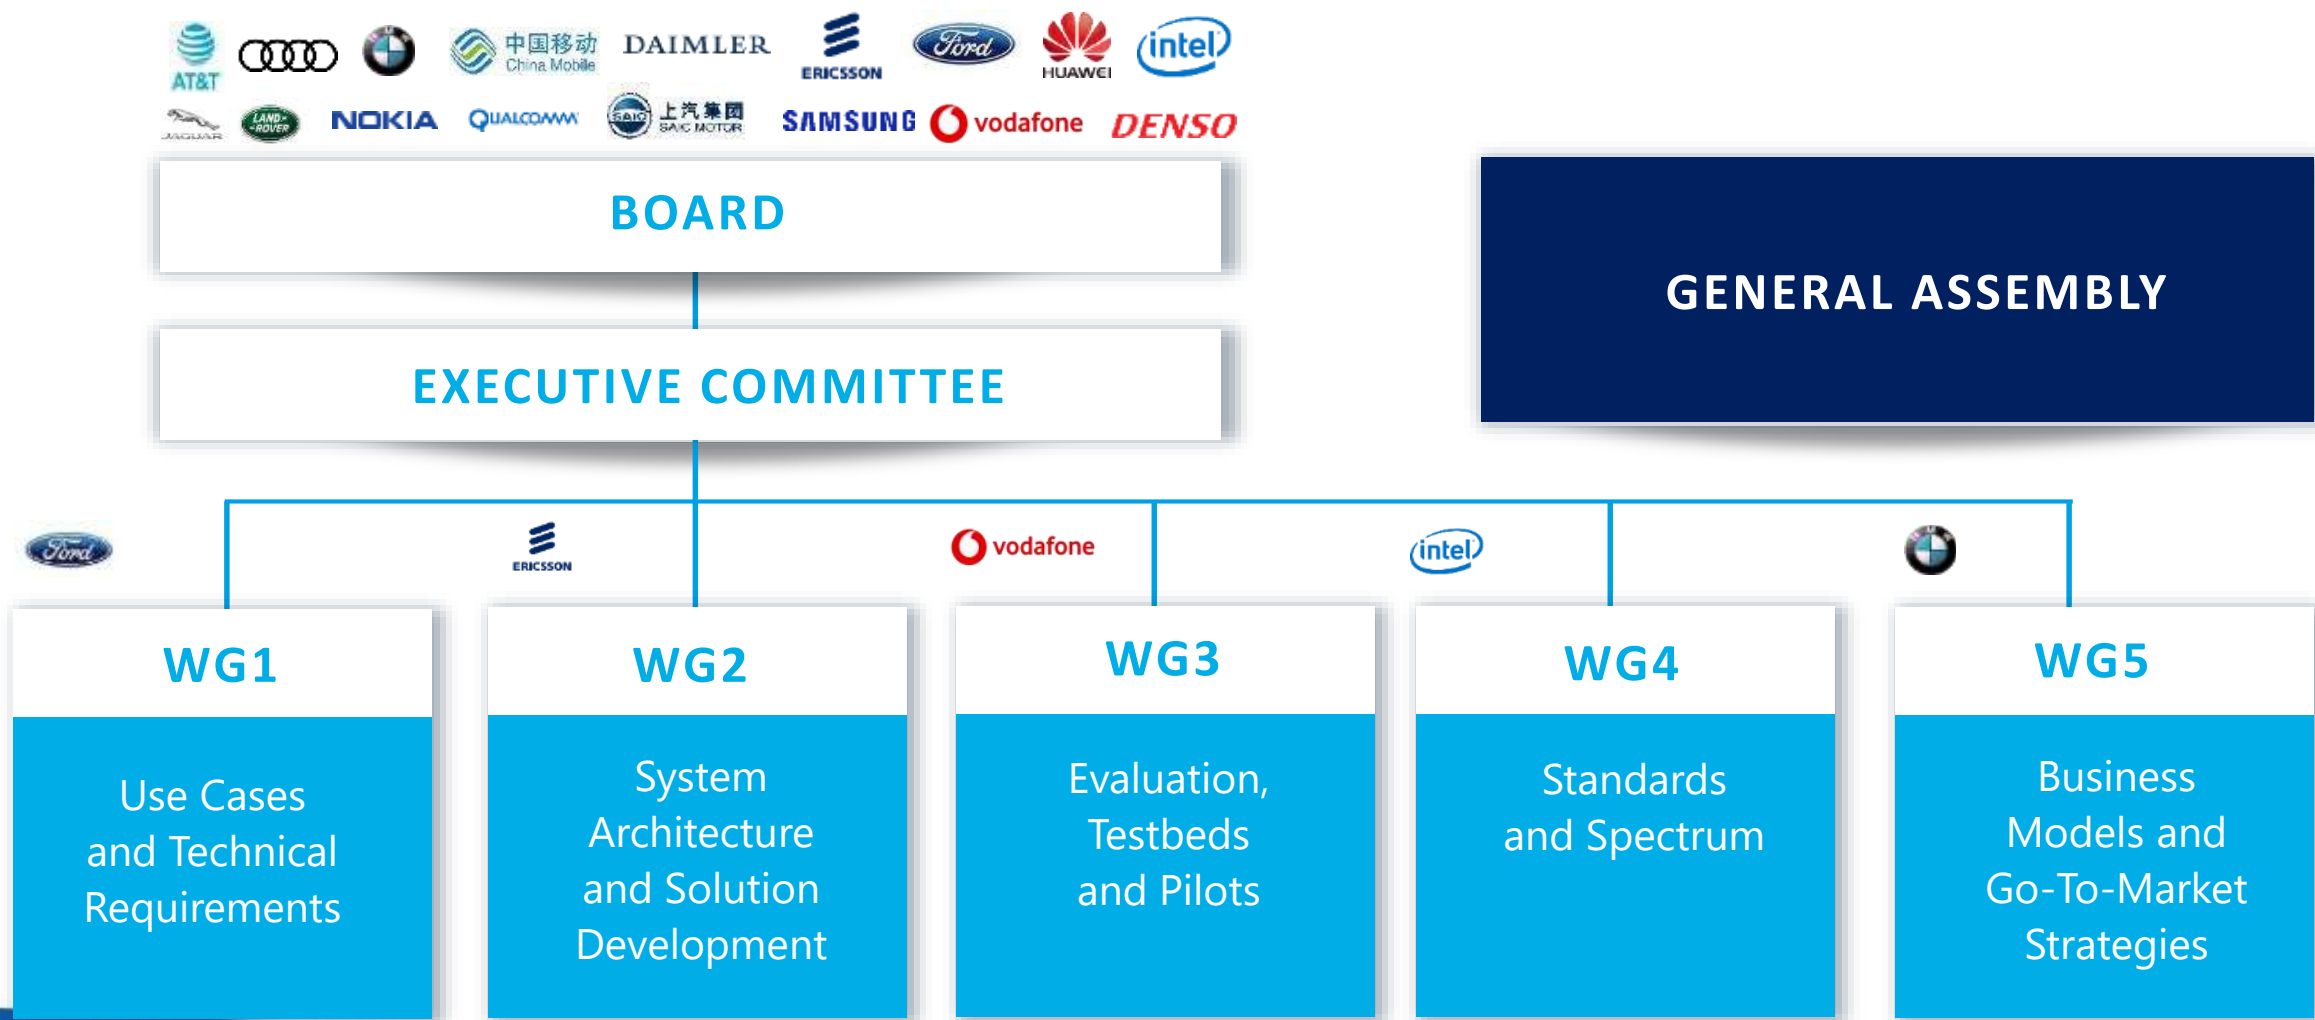 AT&T
中国移动
China Mobile
DAIMLER
ERICSSON
Ford
HUAWEI
intel
JAGUAR
LAND-
ROVER
NOKIA
QUALCOMM
SAIC
上汽集团
SAIC MOTOR
SAMSUNG
vodafone
DENSO
BOARD
GENERAL ASSEMBLY
EXECUTIVE COMMITTEE
Ford
ERICSSON
vodafone
intel
WG1
Use Cases
and Technical
Requirements
WG2
System
Architecture
and Solution
Development
WG3
Evaluation,
Testbeds
and Pilots
WG4
Standards
and Spectrum
WG5
Business
Models and
Go-To-Market
Strategies